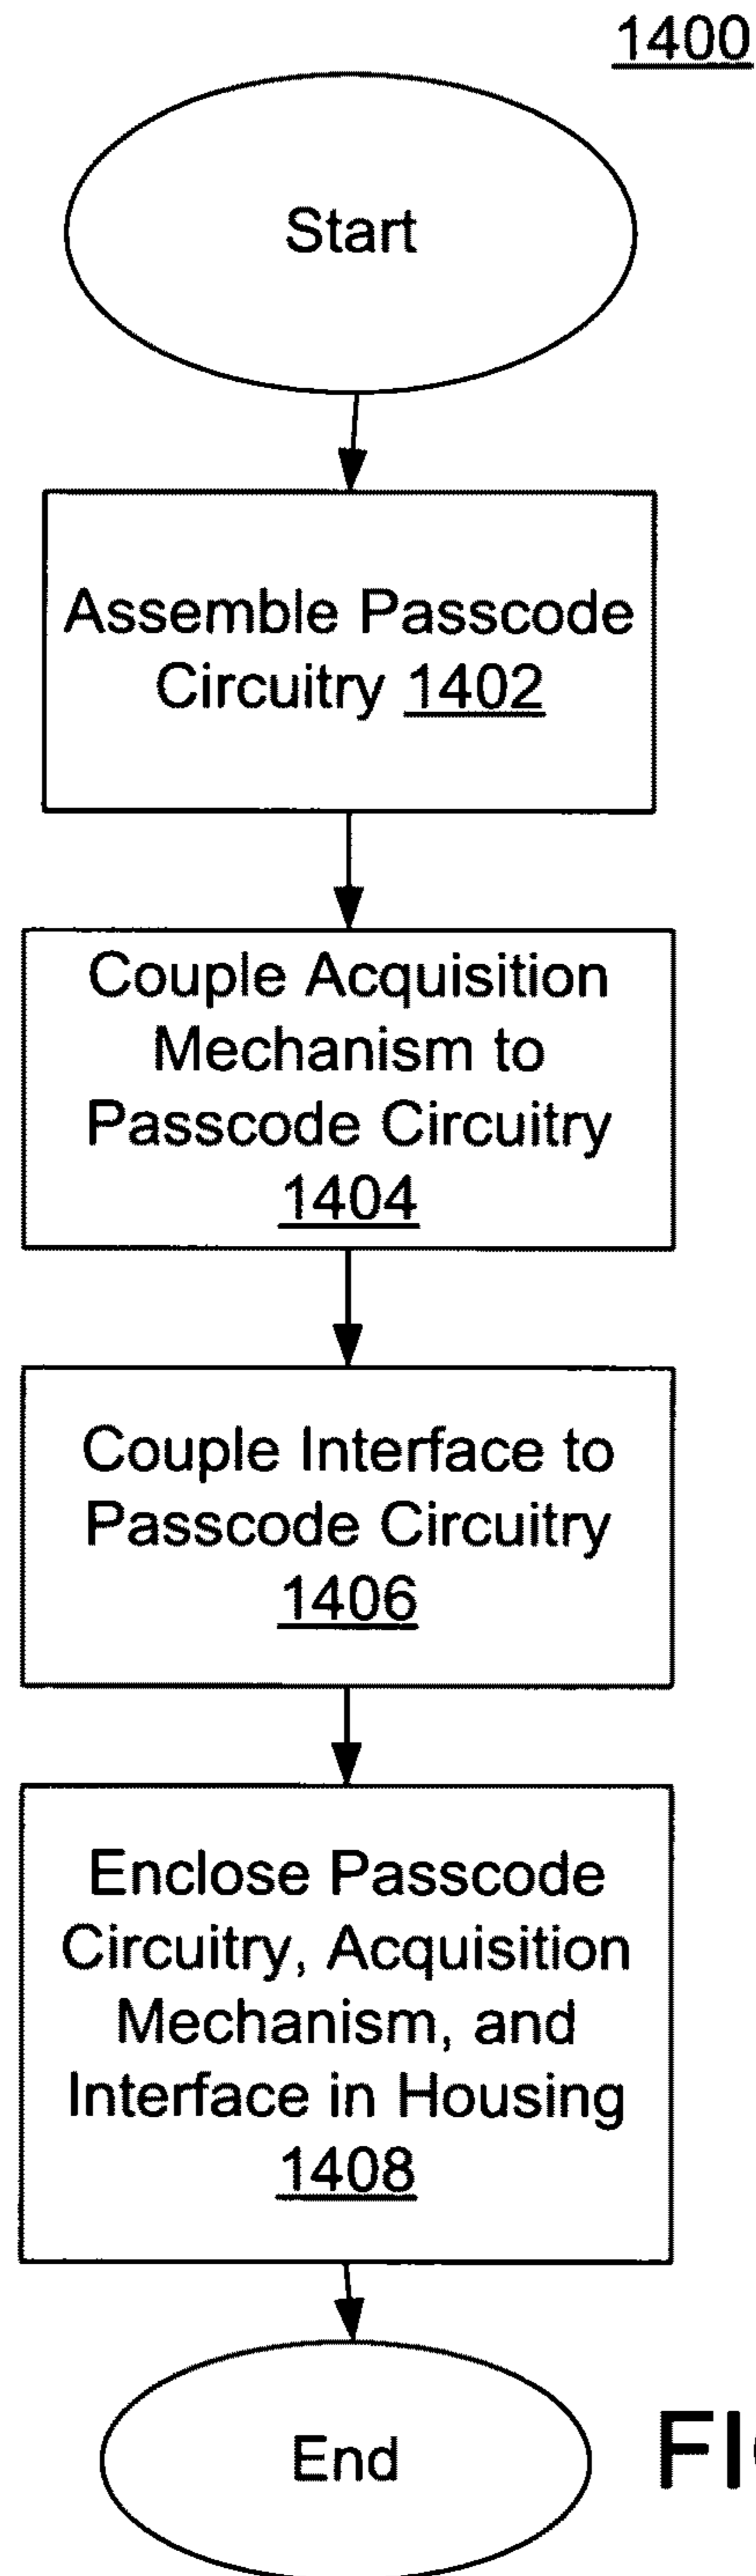 1400
Start
Assemble Passcode
Circuitry 1402
Couple Acquisition
Mechanism to
Passcode Circuitry
1404
Couple Interface to
Passcode Circuitry
1406
Enclose Passcode
Circuitry, Acquisition
Mechanism, and
Interface in Housing
1408
End